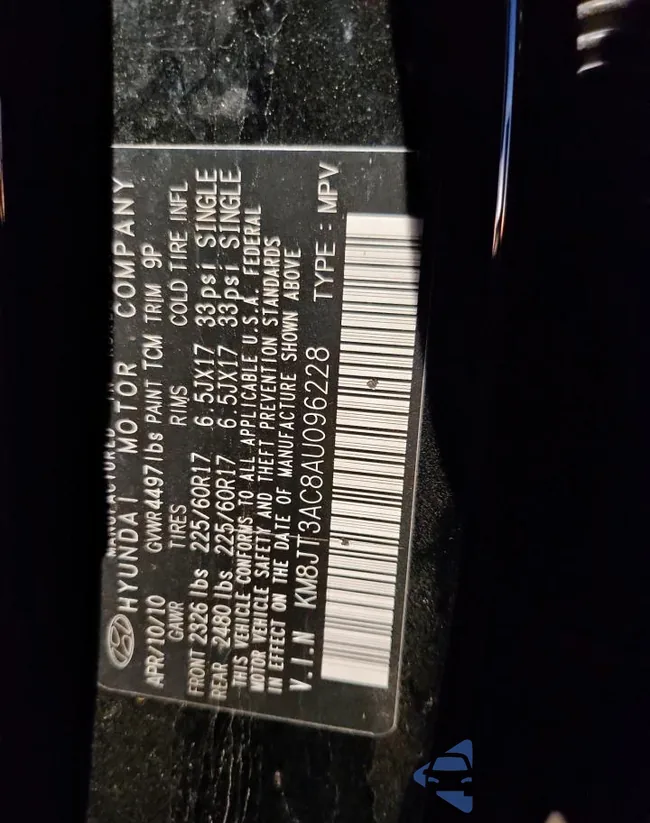 MANUFACTURED
HYUNDAI MOTOR COMPANY
APR/10/10 GVWR 4497lbs PAINT TCM TRIM 9P
GAWR TIRES RIMS COLD TIRE INFL
FRONT 2326 lbs 225/60R17 6.5JX17 33psi SINGLE
REAR 2480 lbs 225/60R17 6.5JX17 33psi SINGLE
THIS VEHICLE CONFORMS TO ALL APPLICABLE U.S.A. FEDERAL
MOTOR VEHICLE SAFETY AND THEFT PREVENTION STANDARDS
IN EFFECT ON THE DATE OF MANUFACTURE SHOWN ABOVE
V.I.N KM8JT3AC8AU096228 TYPE : MPV